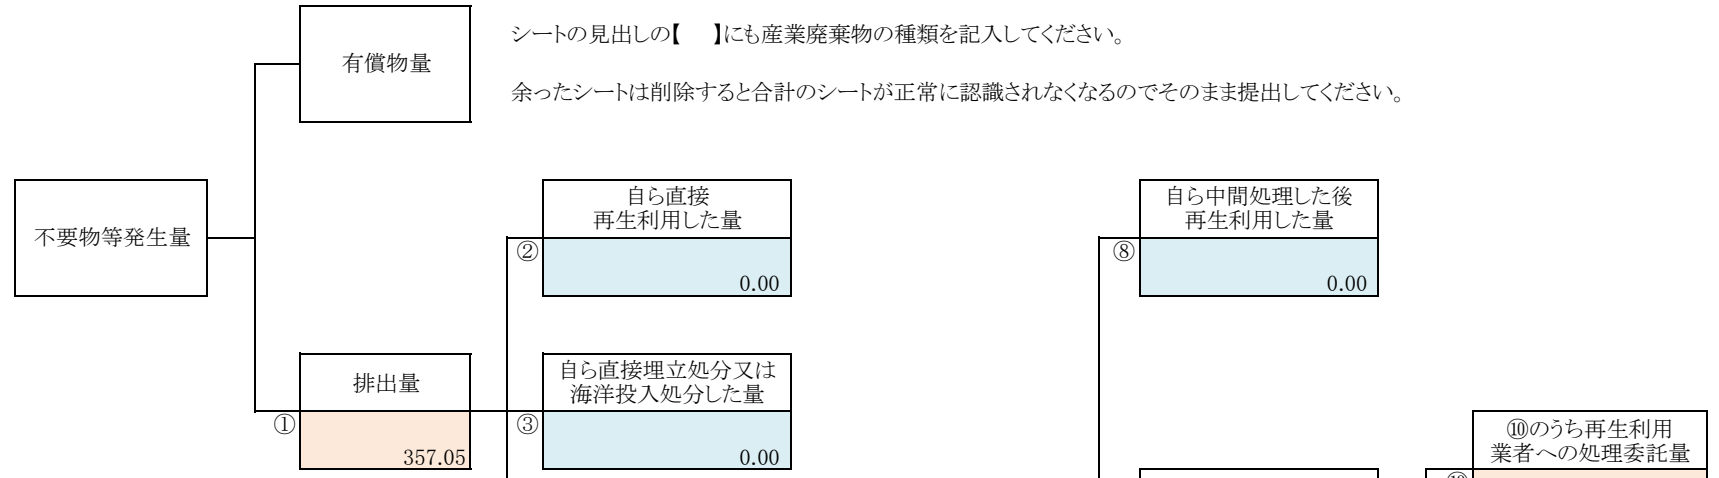 シートの見出しの【　】にも産業廃棄物の種類を記入してください。
有償物量
余ったシートは削除すると合計のシートが正常に認識されなくなるのでそのまま提出してください。
不要物等発生量
自ら直接
再生利用した量
②
0.00
自ら中間処理した後
再生利用した量
⑧
0.00
排出量
①
357.05
自ら直接埋立処分又は
海洋投入処分した量
③
0.00
⑩のうち再生利用
業者への処理委託量